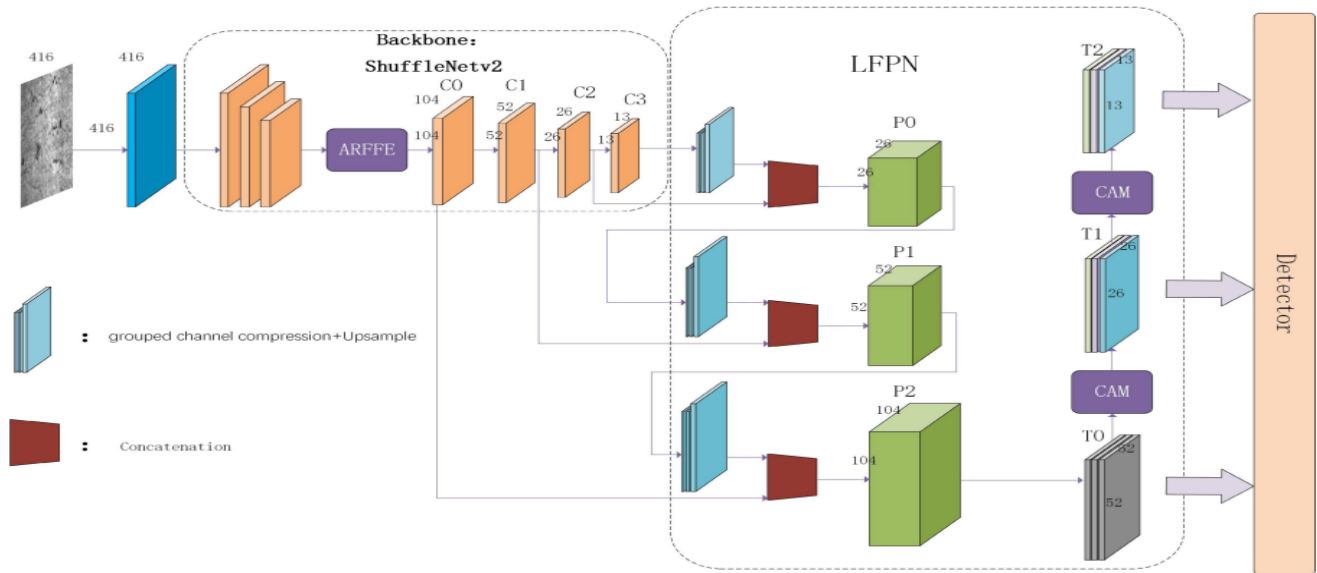 416
416
416
Backbone:
ShuffleNetv2
ARFFE
C0
104
104
C1
52
52
C2
26
26
C3
13
13
LFPN
P0
26
26
P1
52
52
P2
104
104
T2
13
13
CAM
T1
26
26
CAM
T0
52
52
Detector
: grouped channel compression+Upsample
: Concatenation